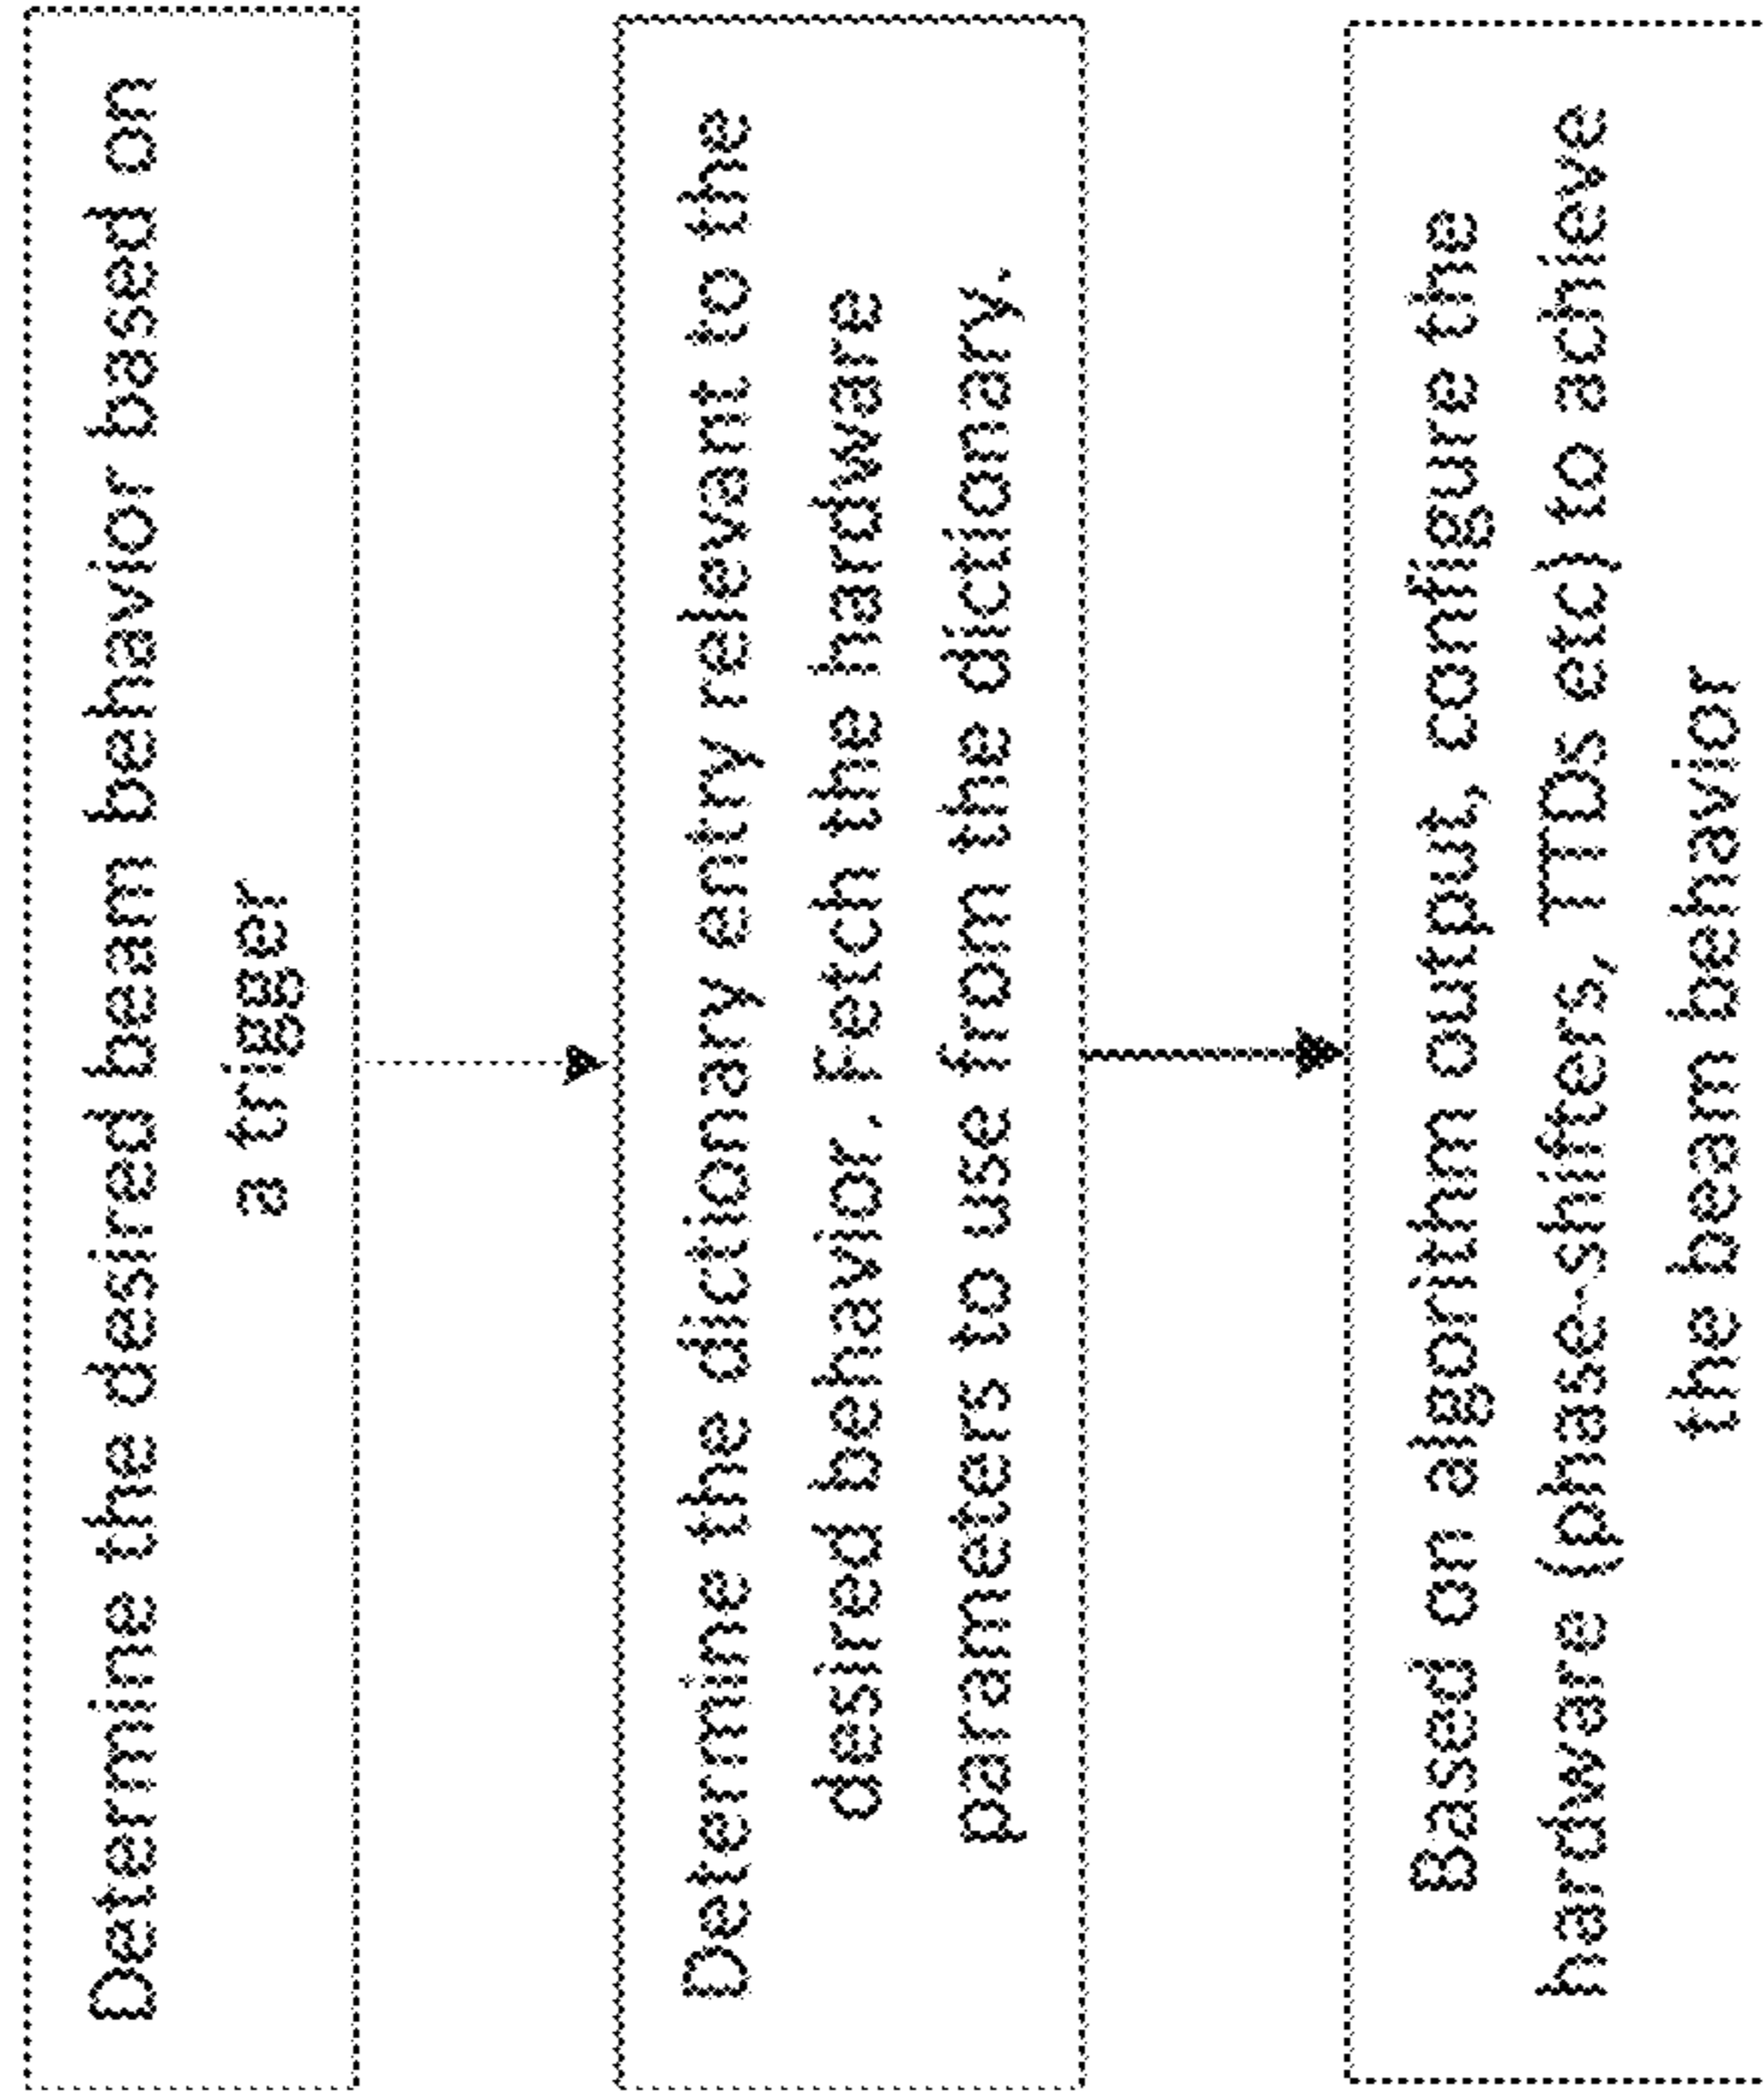 Determine the desired beam behavior based on
a trigger
Determine the dictionary entry relevant to the
desired behavior. Fetch the hardware
parameters to use from the dictionary.
Based on algorithm output, configure the
hardware (phase-shifters, TTDs etc) to achieve
the beam behavior